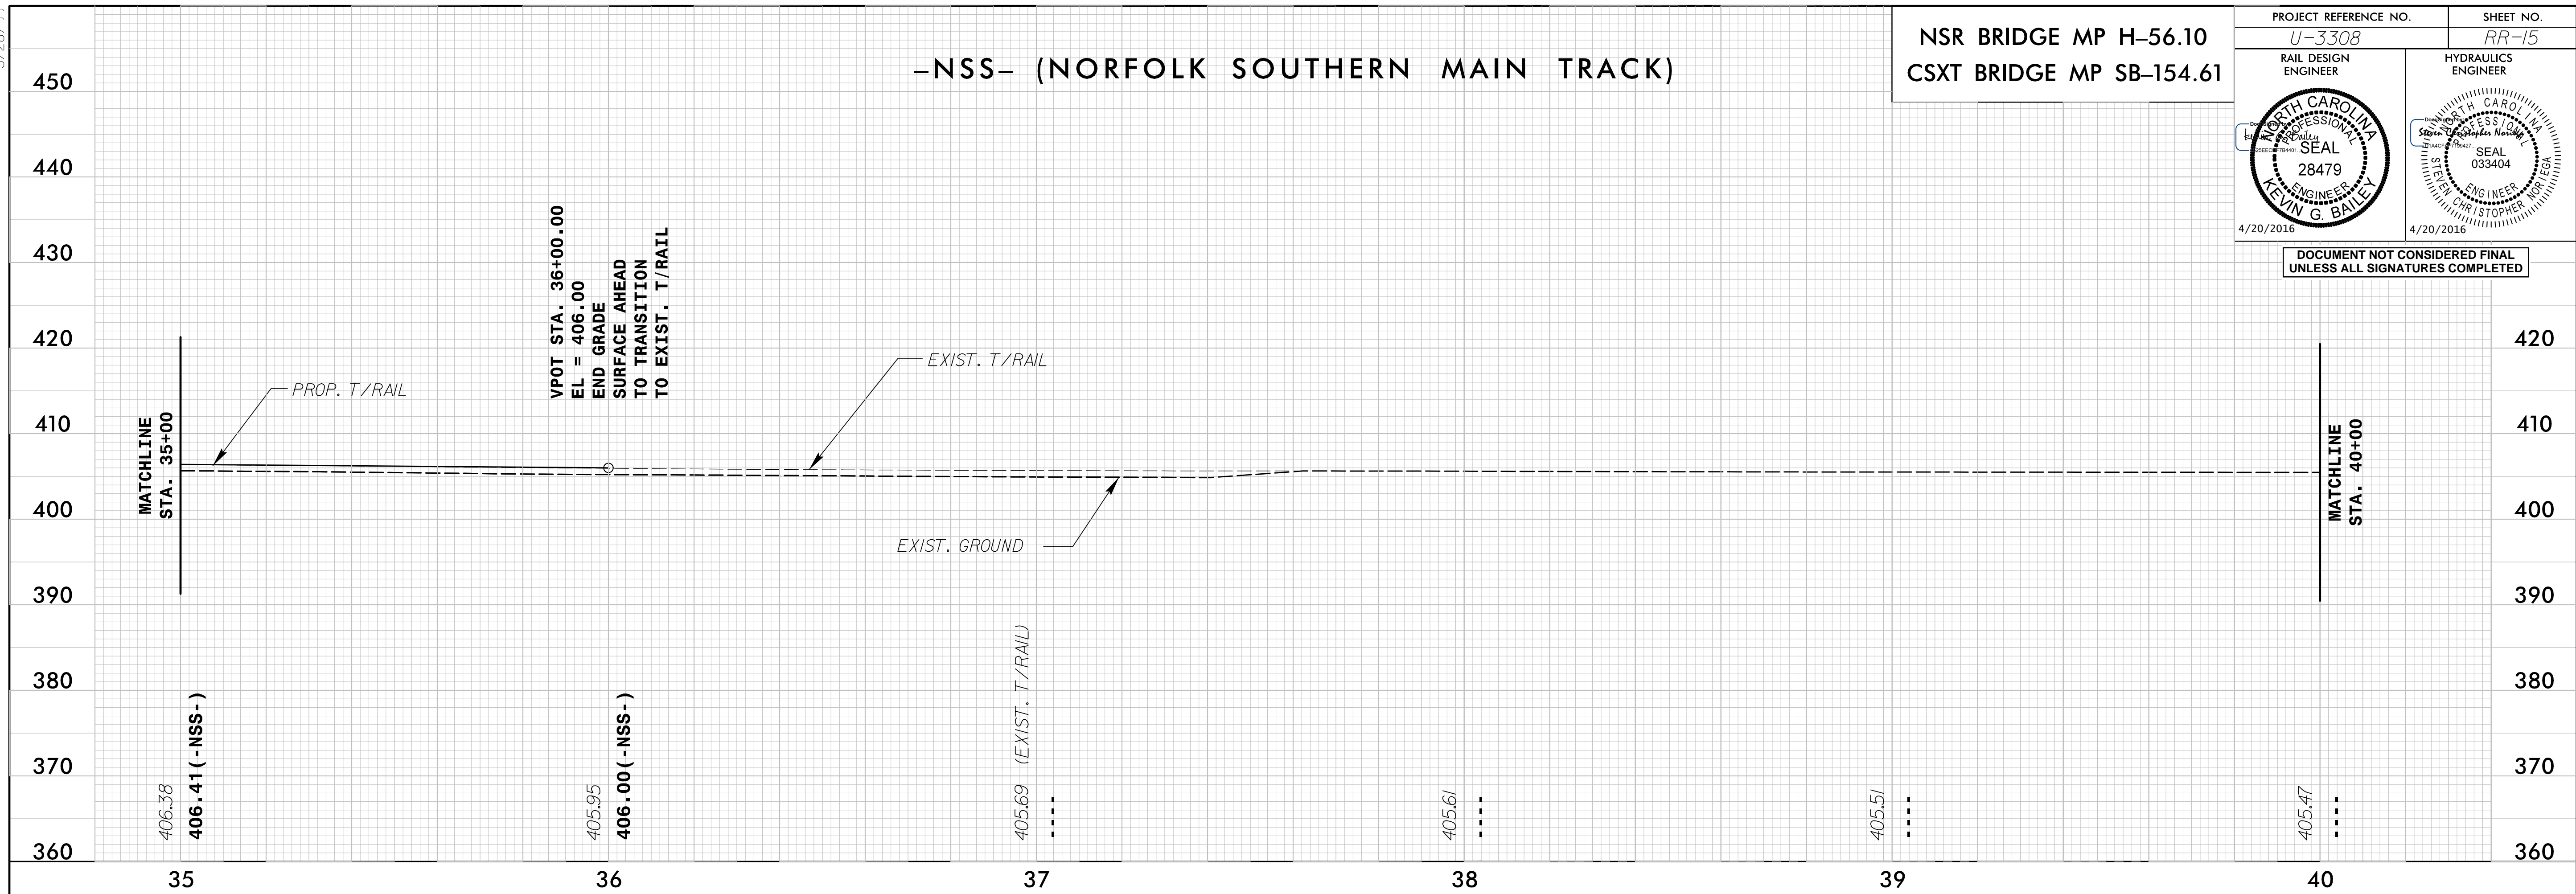 –NSS– (NORFOLK SOUTHERN MAIN TRACK)
NSR BRIDGE MP H–56.10
CSXT BRIDGE MP SB–154.61
PROJECT REFERENCE NO.
SHEET NO.
U-3308
RR-15
RAIL DESIGN
ENGINEER
HYDRAULICS
ENGINEER
NORTH CAROLINA
PROFESSIONAL
SEAL
28479
ENGINEER
KEVIN G. BAILEY
4/20/2016
NORTH CAROLINA
PROFESSIONAL
SEAL
033404
ENGINEER
STEVEN CHRISTOPHER NORIEGA
4/20/2016
DOCUMENT NOT CONSIDERED FINAL
UNLESS ALL SIGNATURES COMPLETED
450
440
430
420
410
400
390
380
370
360
MATCHLINE
STA. 35+00
PROP. T/RAIL
VPOT STA. 36+00.00
EL = 406.00
END GRADE
SURFACE AHEAD
TO TRANSITION
TO EXIST. T/RAIL
EXIST. T/RAIL
EXIST. GROUND
MATCHLINE
STA. 40+00
420
410
400
390
380
370
360
406.38
406.41(-NSS-)
405.95
406.00(-NSS-)
405.69 (EXIST. T/RAIL)
----
405.61
----
405.51
----
405.47
----
35 36 37 38 39 40